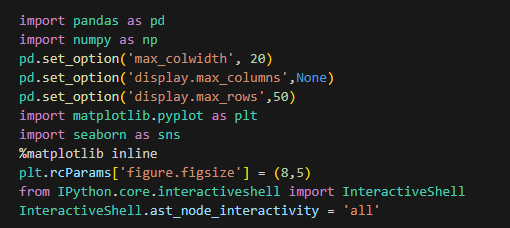 import pandas as pd
import numpy as np
pd.set_option('max_colwidth', 20)
pd.set_option('display.max_columns',None)
pd.set_option('display.max_rows',50)
import matplotlib.pyplot as plt
import seaborn as sns
%matplotlib inline
plt.rcParams['figure.figsize'] = (8,5)
from IPython.core.interactiveshell import InteractiveShell
InteractiveShell.ast_node_interactivity = 'all'